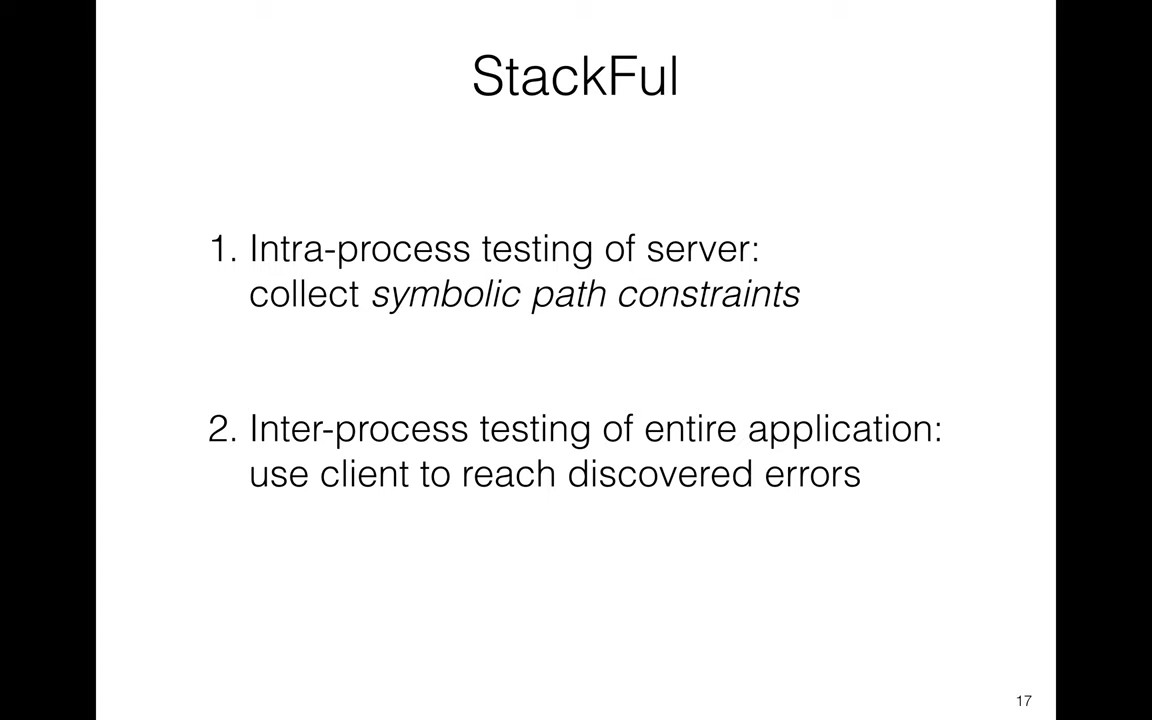 StackFul
1. Intra-process testing of server:
collect symbolic path constraints
2. Inter-process testing of entire application:
use client to reach discovered errors
17